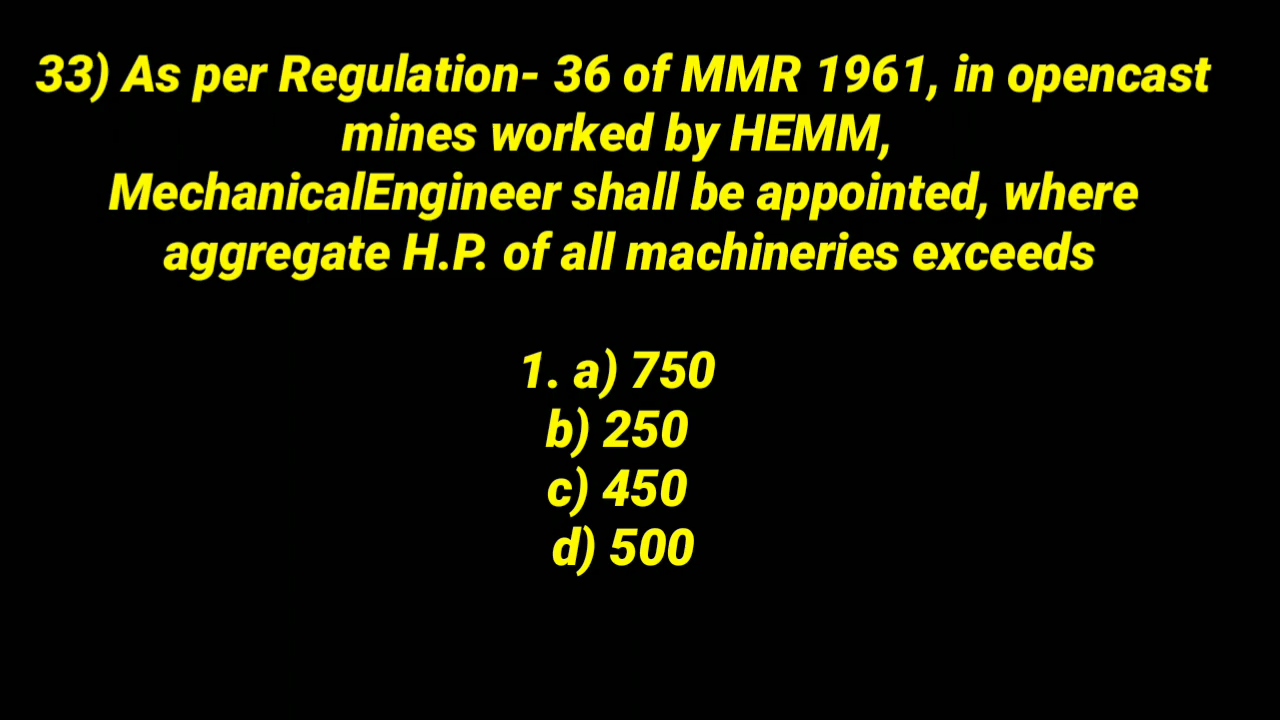 33) As per Regulation- 36 of MMR 1961, in opencast
mines worked by HEMM,
MechanicalEngineer shall be appointed, where
aggregate H.P. of all machineries exceeds
1. a) 750
b) 250
c) 450
d) 500